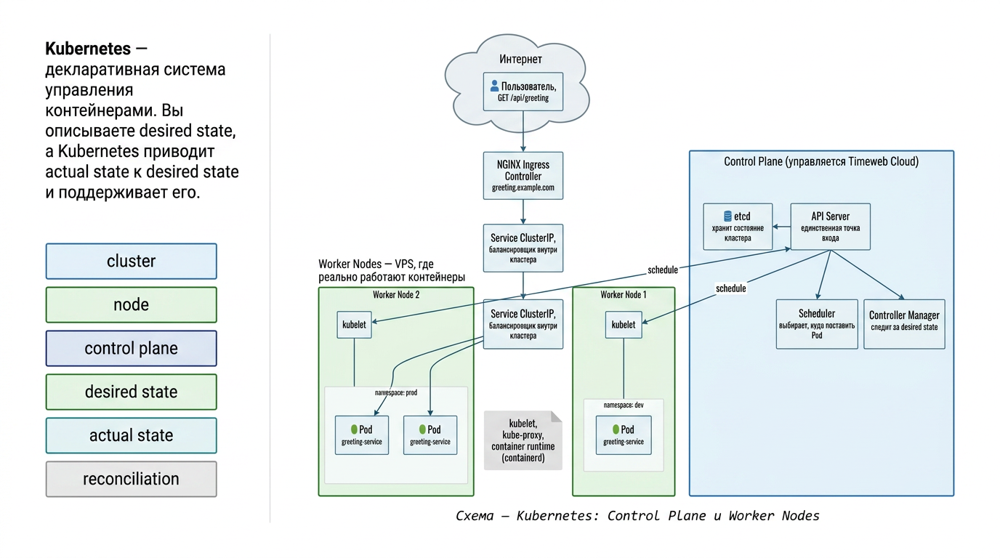 Kubernetes —
декларативная система
управления
контейнерами. Вы
описываете desired state,
а Kubernetes приводит
actual state к desired state
и поддерживает его.
cluster
node
control plane
desired state
actual state
reconciliation
Интернет
Пользователь,
GET /api/greeting
NGINX Ingress
Controller
greeting.example.com
Service ClusterIP,
балансировщик внутри
кластера
Worker Nodes — VPS, где
реально работают контейнеры
Worker Node 2
kubelet
namespace: prod
Pod
greeting-service
Pod
greeting-service
Service ClusterIP,
балансировщик внутри
кластера
kubelet,
kube-proxy,
container runtime
(containerd)
Worker Node 1
kubelet
namespace: dev
Pod
greeting-service
schedule
schedule
Control Plane (управляется Timeweb Cloud)
etcd
хранит состояние
кластера
API Server
единственная точка
входа
Scheduler
выбирает, куда поставить
Pod
Controller Manager
следит за desired state
Схема — Kubernetes: Control Plane и Worker Nodes